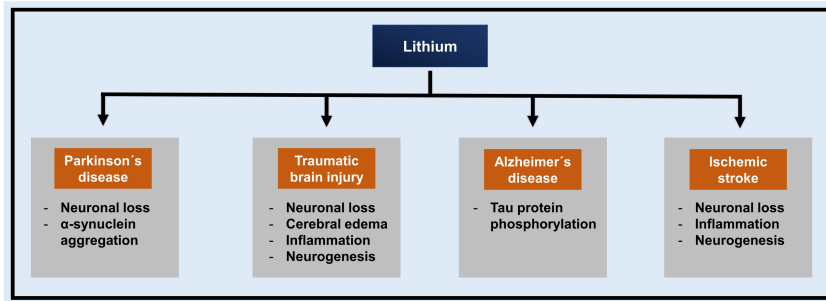 Lithium
Parkinson´s
disease
- Neuronal loss
- α-synuclein
aggregation
Traumatic
brain injury
- Neuronal loss
- Cerebral edema
- Inflammation
- Neurogenesis
Alzheimer´s
disease
- Tau protein
phosphorylation
Ischemic
stroke
- Neuronal loss
- Inflammation
- Neurogenesis